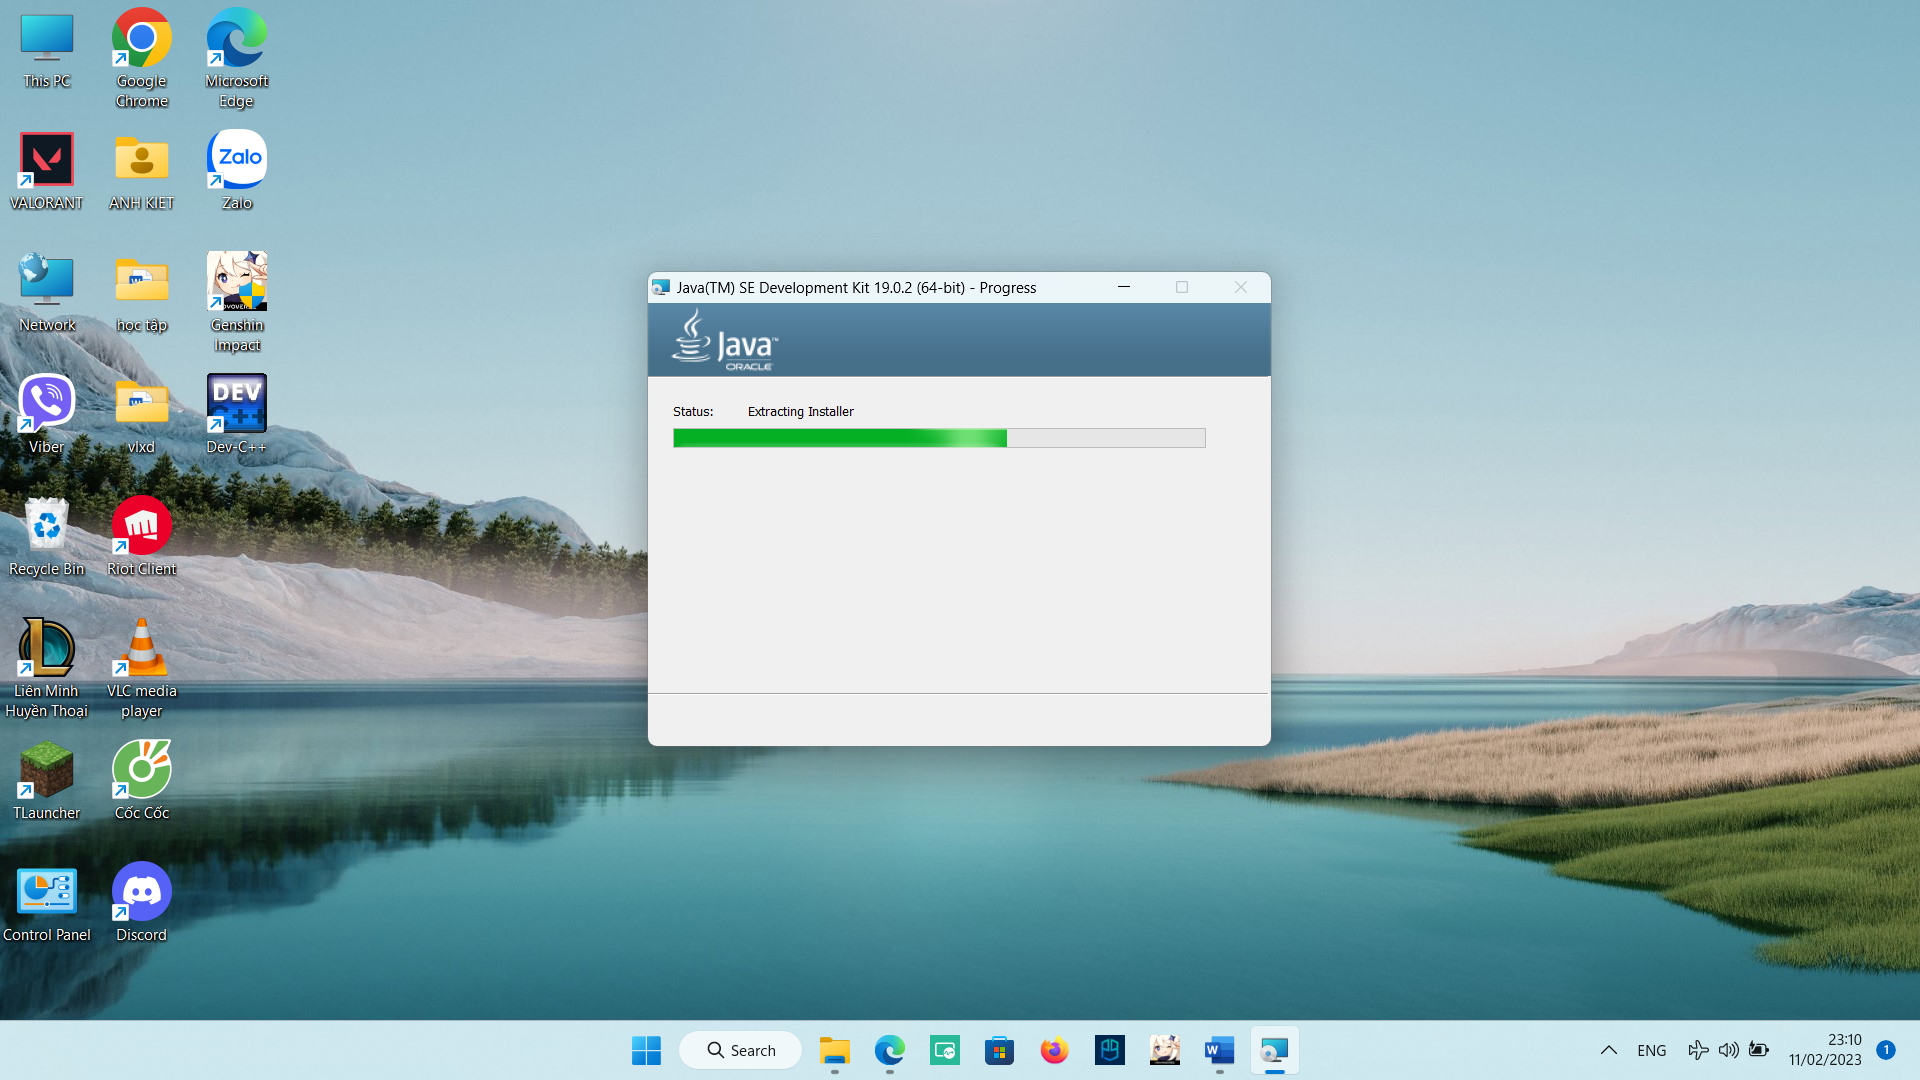 This PC
Google
Chrome
Microsoft
Edge
VALORANT
ANH KIET
Zalo
Zalo
Network
học tập
Genshin
Impact
Viber
vlxd
DEV
C++
Dev-C++
Recycle Bin
Riot Client
Liên Minh
Huyền Thoại
VLC media
player
TLauncher
Cốc Cốc
Control Panel
Discord
Java(TM) SE Development Kit 19.0.2 (64-bit) - Progress
Java™
ORACLE
Status: Extracting Installer
Search
ENG
23:10
11/02/2023
1